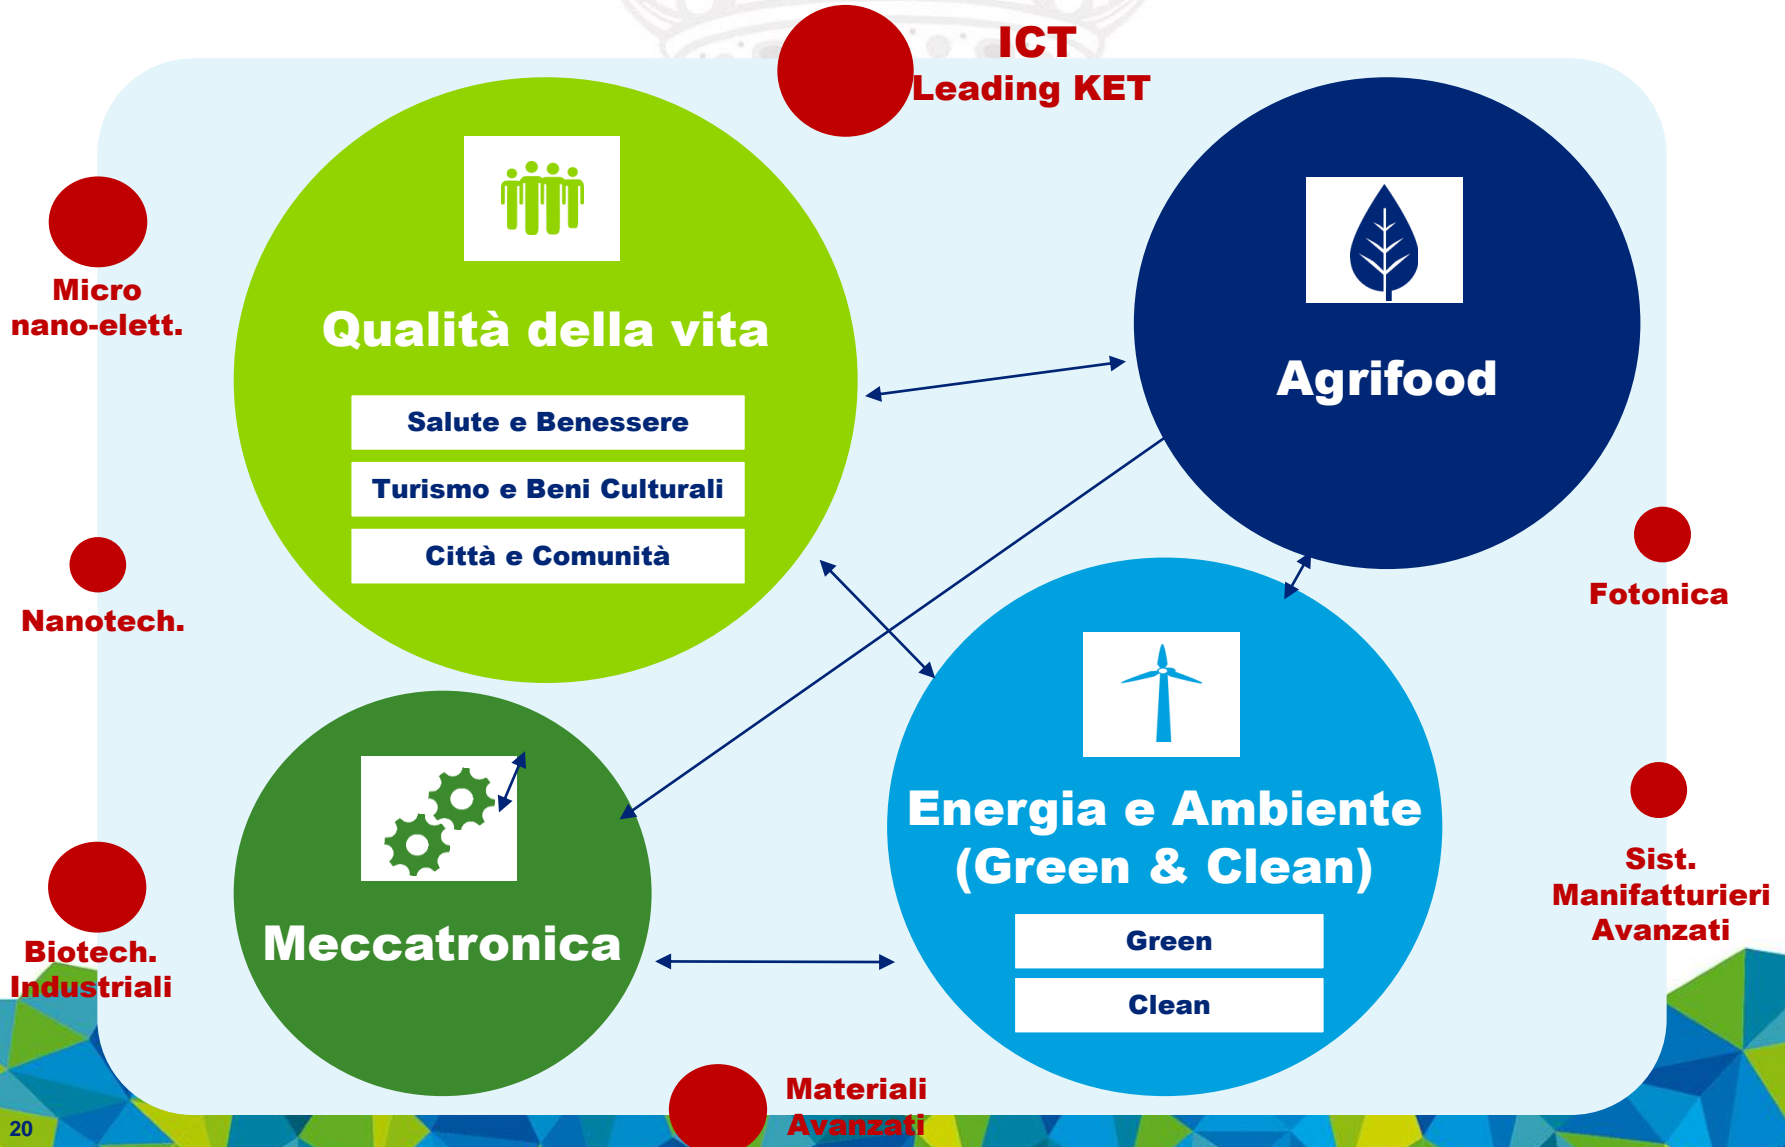 ICT
Leading KET
Micro
nano-elett.
Qualità della vita
Salute e Benessere
Turismo e Beni Culturali
Città e Comunità
Agrifood
Nanotech.
Fotonica
Energia e Ambiente
(Green & Clean)
Green
Clean
Meccatronica
Biotech.
Industriali
Sist.
Manifatturieri
Avanzati
Materiali
Avanzati
20